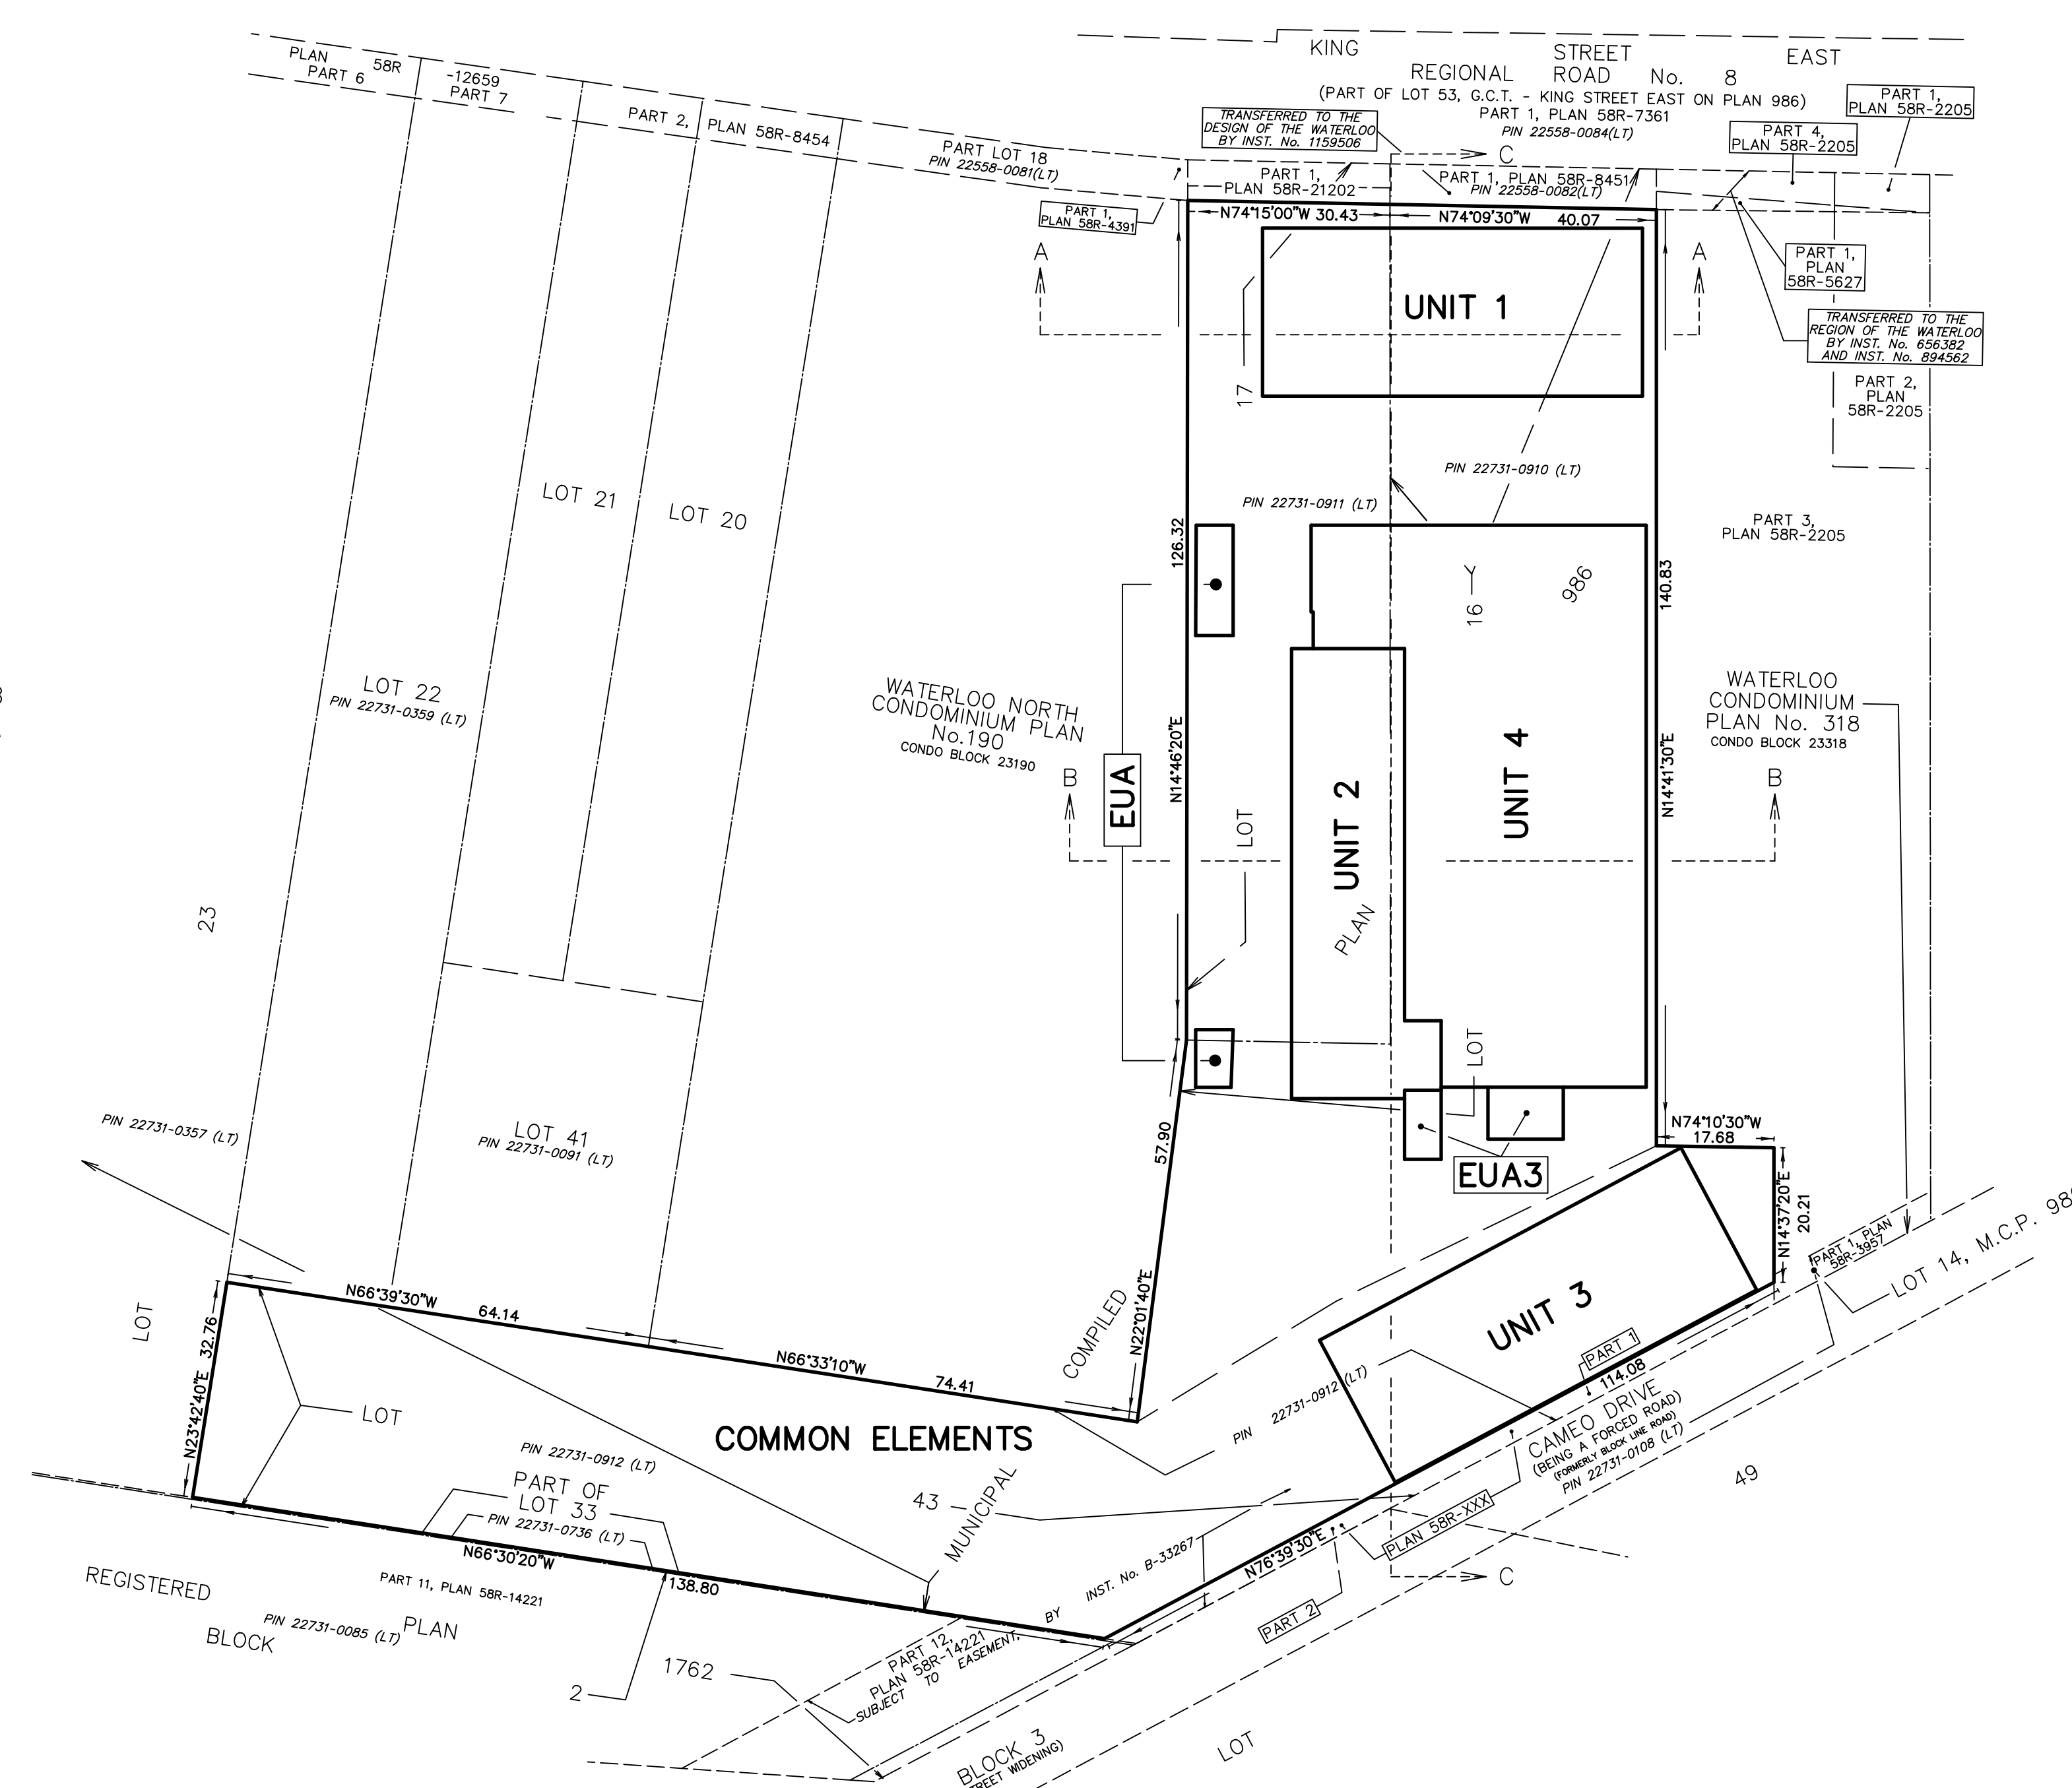 KING STREET EAST
REGIONAL ROAD No. 8
(PART OF LOT 53, G.C.T. - KING STREET EAST ON PLAN 986)
PART 1, PLAN 58R-7361
PIN 22558-0084(LT)
PLAN 58R -12659
PART 6
PART 7
PART 2, PLAN 58R-8454
PART LOT 18
PIN 22558-0081(LT)
TRANSFERRED TO THE
DESIGN OF THE WATERLOO
BY INST. No. 1159506
C
PART 1,
PLAN 58R-21202
PART 1, PLAN 58R-8451
PIN 22558-0082(LT)
PART 1,
PLAN 58R-2205
PART 4,
PLAN 58R-2205
PART 1,
PLAN 58R-4391
N74°15'00"W 30.43
N74°09'30"W 40.07
PART 1,
PLAN
58R-5627
TRANSFERRED TO THE
REGION OF THE WATERLOO
BY INST. No. 656382
AND INST. No. 894562
PART 2,
PLAN
58R-2205
A
A
UNIT 1
17
PIN 22731-0910 (LT)
PIN 22731-0911 (LT)
LOT 21
LOT 20
PART 3,
PLAN 58R-2205
126.32
140.83
16
986
LOT 22
PIN 22731-0359 (LT)
WATERLOO NORTH
CONDOMINIUM PLAN
No.190
CONDO BLOCK 23190
WATERLOO
CONDOMINIUM
PLAN No. 318
CONDO BLOCK 23318
N14°46'20"E
N14°41'30"E
EUA
B
B
UNIT 2
UNIT 4
LOT
PLAN
23
LOT
PIN 22731-0357 (LT)
LOT 41
PIN 22731-0091 (LT)
57.90
N74°10'30"W
17.68
EUA3
N14°37'20"E
20.21
PART 1, PLAN
58R-3957
LOT 14, M.C.P. 98
LOT
N66°39'30"W 64.14
32.76
N23°42'40"E
N66°33'10"W 74.41
N22°01'40"E
COMPILED
UNIT 3
PART 1
114.08
LOT
COMMON ELEMENTS
PIN 22731-0912 (LT)
PIN 22731-0912 (LT)
CAMEO DRIVE
(BEING A FORCED ROAD)
(FORMERLY BLOCK LINE ROAD)
PIN 22731-0108 (LT)
49
PART OF
LOT 33
PIN 22731-0736 (LT)
43
MUNICIPAL
PLAN 58R-XXX
N76°39'30"E
N66°30'20"W
138.80
C
PART 2
REGISTERED
PLAN
PART 11, PLAN 58R-14221
PIN 22731-0085 (LT)
BLOCK
2
1762
PART 12,
PLAN 58R-14221
SUBJECT TO EASEMENT,
BY INST. No. B-33267
BLOCK 3
TREET WIDENING)
LOT